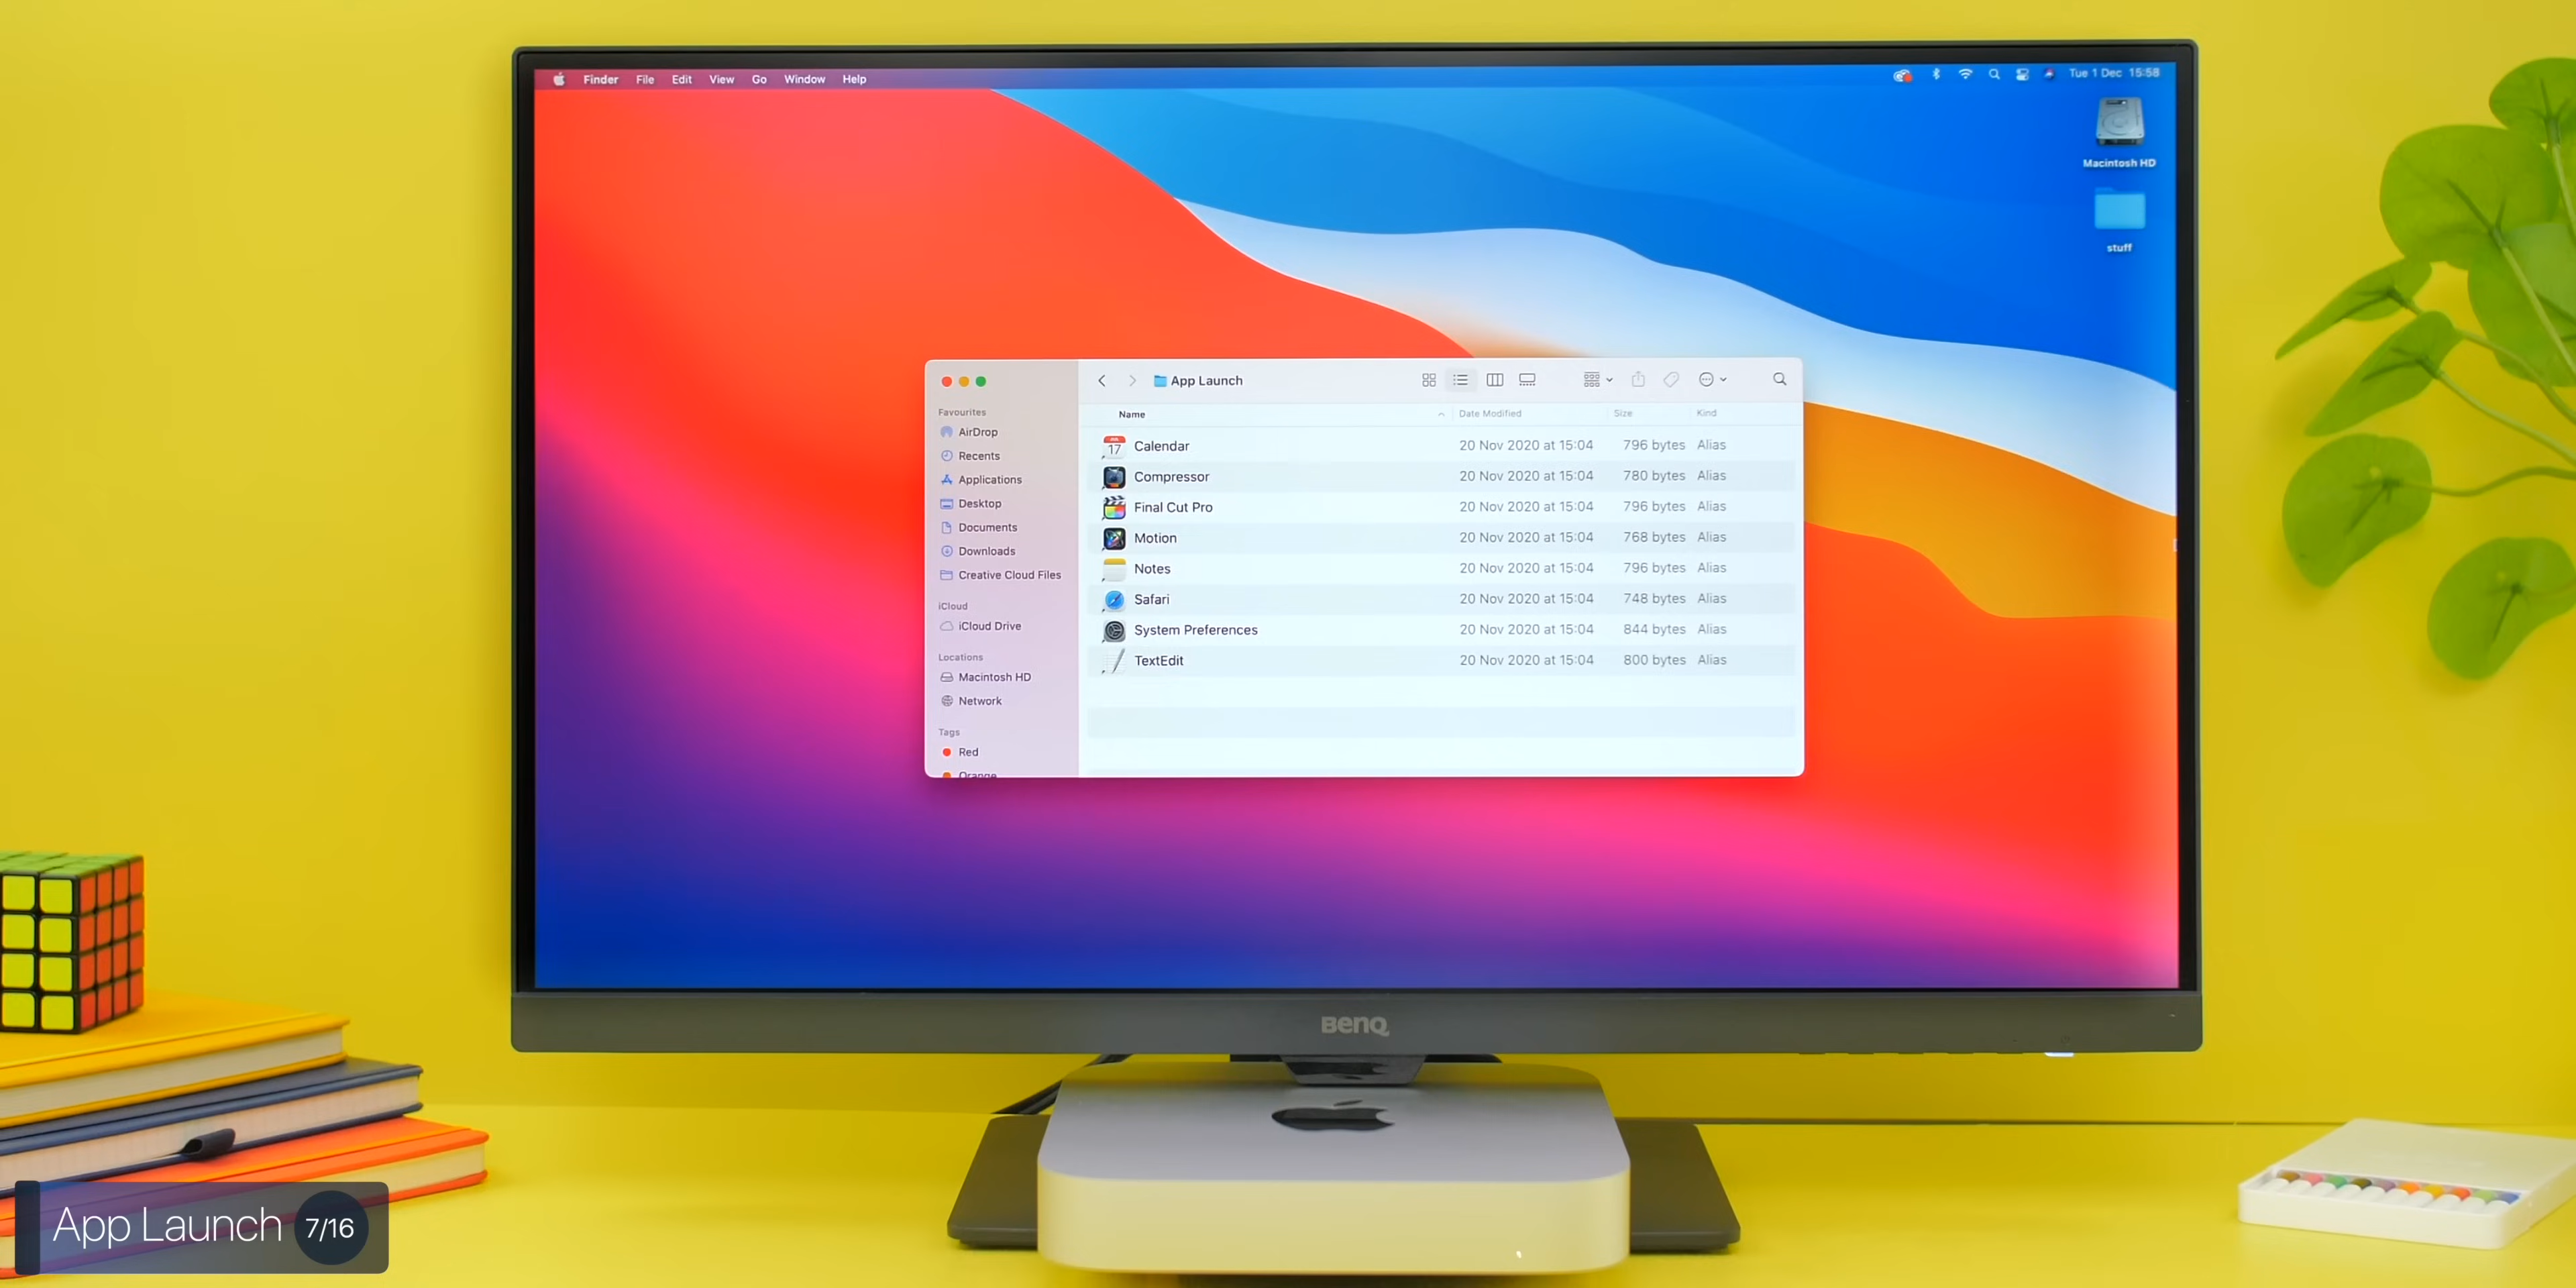 Finder File Edit View Go Window Help
Tue 1 Dec 15:58
Macintosh HD
stuff
App Launch
Favourites
AirDrop
Recents
Applications
Desktop
Documents
Downloads
Creative Cloud Files
iCloud
iCloud Drive
Locations
Macintosh HD
Network
Tags
Red
Orange
Name Date Modified Size Kind
17
Calendar 20 Nov 2020 at 15:04 796 bytes Alias
Compressor 20 Nov 2020 at 15:04 780 bytes Alias
Final Cut Pro 20 Nov 2020 at 15:04 796 bytes Alias
Motion 20 Nov 2020 at 15:04 768 bytes Alias
Notes 20 Nov 2020 at 15:04 796 bytes Alias
Safari 20 Nov 2020 at 15:04 748 bytes Alias
System Preferences 20 Nov 2020 at 15:04 844 bytes Alias
TextEdit 20 Nov 2020 at 15:04 800 bytes Alias
BenQ
App Launch 7/16